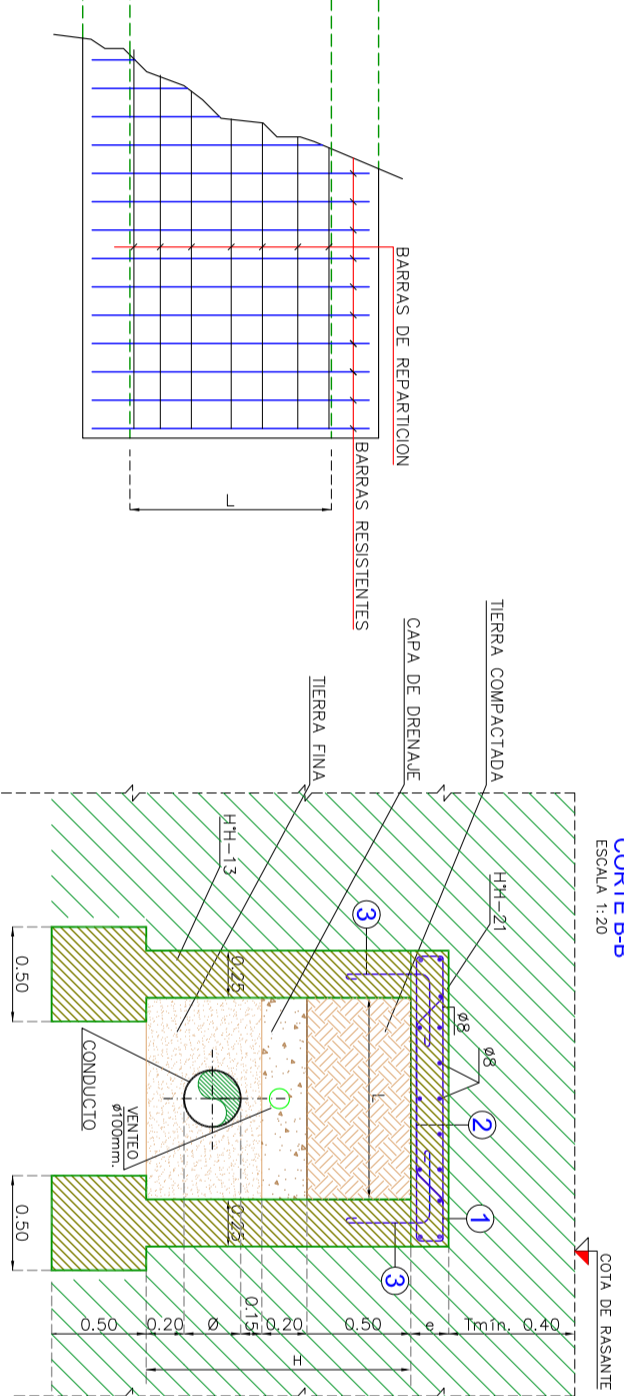 CORTE B-B
ESCALA 1:20
COTA DE RASANTE
BARRAS DE REPARTICION
BARRAS RESISTENTES
L
TIERRA COMPACTADA
CAPA DE DRENAJE
TIERRA FINA
H°H-21
H°H-13
Ø8
Ø8
1
2
3
3
0.25
0.25
L
CONDUCTO
VENTEO
Ø100mm.
0.50
0.50
Tmín. 0.40
e
0.50
0.20
0.15
Ø
0.20
0.50
H